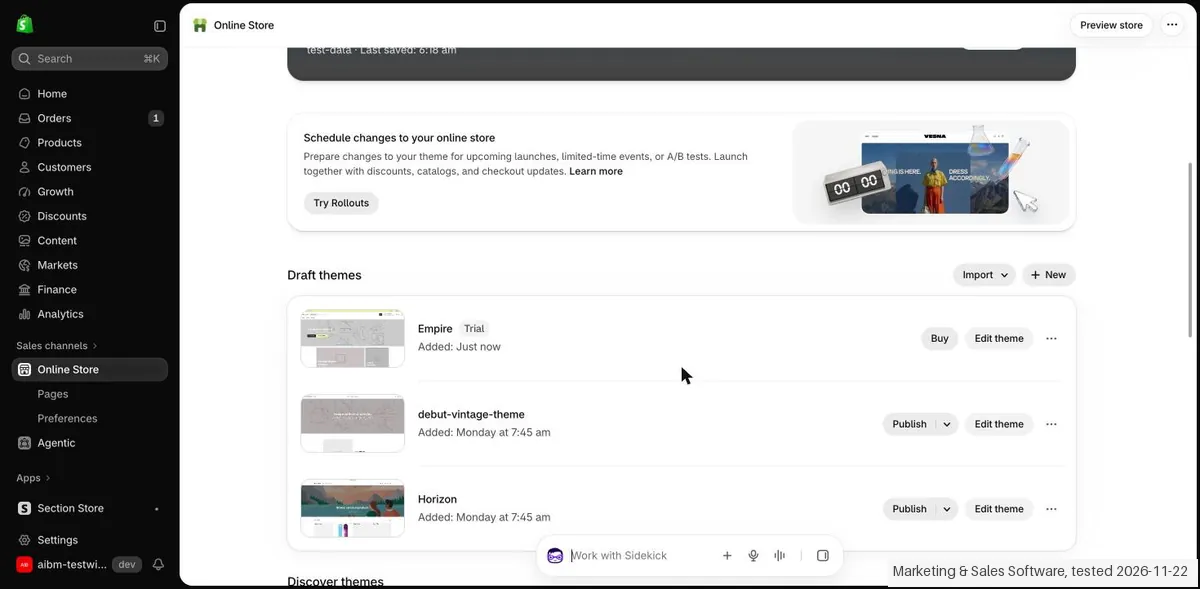 Online Store
Preview store
Search
⌘K
Home
Orders
1
Products
Customers
Growth
Discounts
Content
Markets
Finance
Analytics
Sales channels
Online Store
Pages
Preferences
Agentic
Apps
Section Store
Settings
aibm-testwi...
dev
test-data · Last saved: 6:18 am
Schedule changes to your online store
Prepare changes to your theme for upcoming launches, limited-time events, or A/B tests. Launch
together with discounts, catalogs, and checkout updates. Learn more
Try Rollouts
00 00
VEDNA
ING IS HERE.
DRESS
ACCORDINGLY.
Draft themes
Import
+ New
Empire
Trial
Added: Just now
Buy
Edit theme
debut-vintage-theme
Added: Monday at 7:45 am
Publish
Edit theme
Horizon
Added: Monday at 7:45 am
Publish
Edit theme
Work with Sidekick
Discover themes
Marketing & Sales Software, tested 2026-11-22